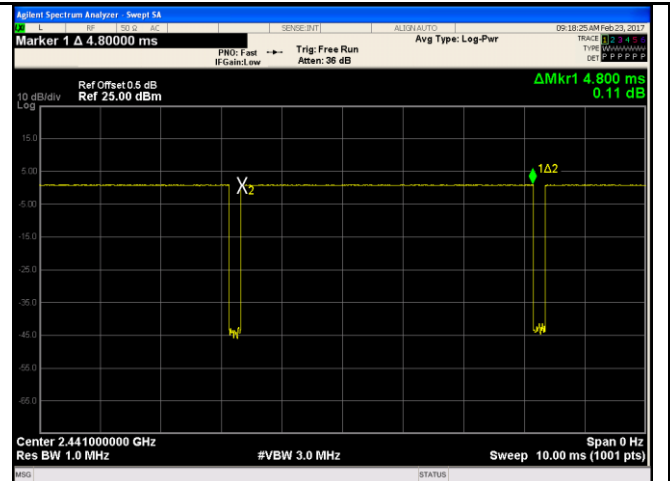 Agilent Spectrum Analyzer - Swept SA
L RF 50 Ω AC SENSE:INT ALIGN AUTO 09:18:25 AM Feb 23, 2017
Marker 1 Δ 4.80000 ms
PNO: Fast Trig: Free Run Avg Type: Log-Pwr TRACE 1 2 3 4 5 6
IFGain:Low Atten: 36 dB TYPE WWWWWW
DET P P P P P P
Ref Offset 0.5 dB ΔMkr1 4.800 ms
10 dB/div Ref 25.00 dBm 0.11 dB
Log
15.0
5.00
1Δ2
X2
-5.00
-15.0
-25.0
-35.0
-45.0
-55.0
-65.0
Center 2.441000000 GHz Span 0 Hz
Res BW 1.0 MHz #VBW 3.0 MHz Sweep 10.00 ms (1001 pts)
MSG STATUS